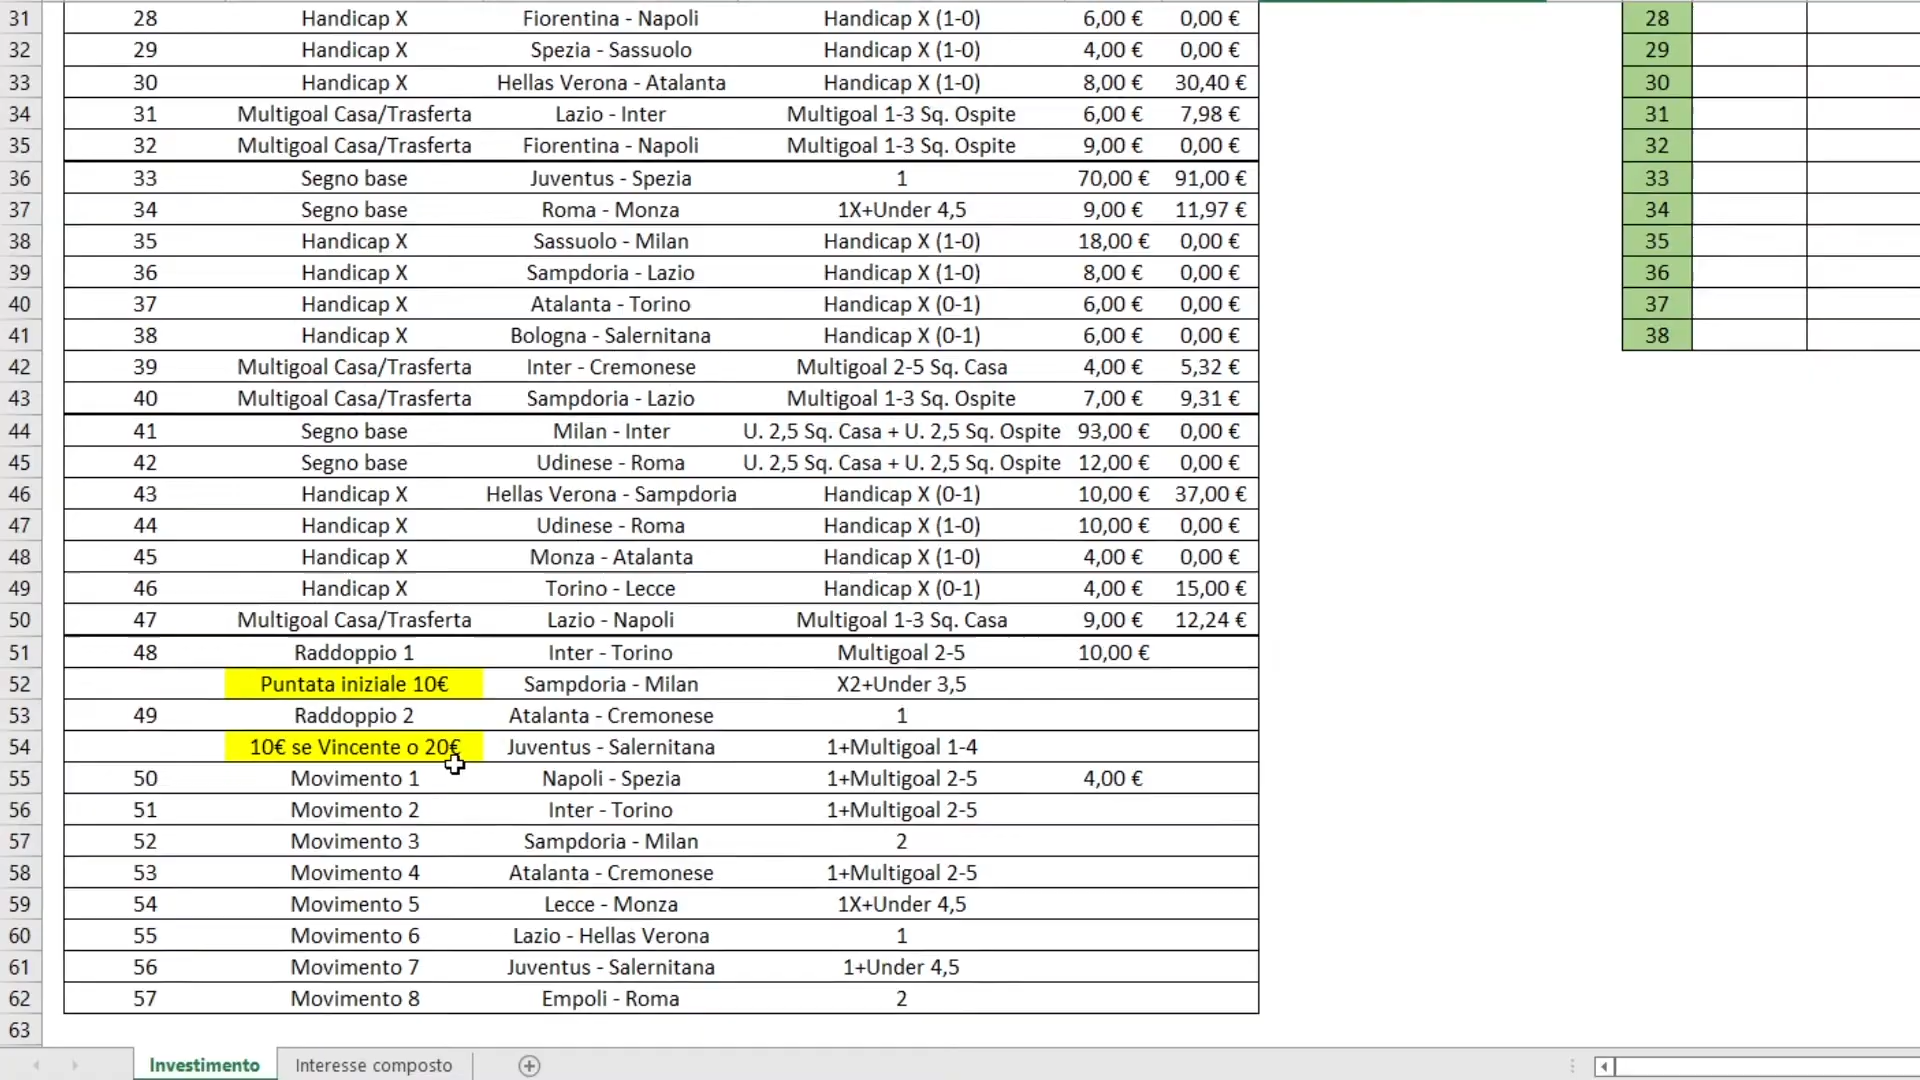 31 28 Handicap X Fiorentina - Napoli Handicap X (1-0) 6,00 € 0,00 € 28
32 29 Handicap X Spezia - Sassuolo Handicap X (1-0) 4,00 € 0,00 € 29
33 30 Handicap X Hellas Verona - Atalanta Handicap X (1-0) 8,00 € 30,40 € 30
34 31 Multigoal Casa/Trasferta Lazio - Inter Multigoal 1-3 Sq. Ospite 6,00 € 7,98 € 31
35 32 Multigoal Casa/Trasferta Fiorentina - Napoli Multigoal 1-3 Sq. Ospite 9,00 € 0,00 € 32
36 33 Segno base Juventus - Spezia 1 70,00 € 91,00 € 33
37 34 Segno base Roma - Monza 1X+Under 4,5 9,00 € 11,97 € 34
38 35 Handicap X Sassuolo - Milan Handicap X (1-0) 18,00 € 0,00 € 35
39 36 Handicap X Sampdoria - Lazio Handicap X (1-0) 8,00 € 0,00 € 36
40 37 Handicap X Atalanta - Torino Handicap X (0-1) 6,00 € 0,00 € 37
41 38 Handicap X Bologna - Salernitana Handicap X (0-1) 6,00 € 0,00 € 38
42 39 Multigoal Casa/Trasferta Inter - Cremonese Multigoal 2-5 Sq. Casa 4,00 € 5,32 €
43 40 Multigoal Casa/Trasferta Sampdoria - Lazio Multigoal 1-3 Sq. Ospite 7,00 € 9,31 €
44 41 Segno base Milan - Inter U. 2,5 Sq. Casa + U. 2,5 Sq. Ospite 93,00 € 0,00 €
45 42 Segno base Udinese - Roma U. 2,5 Sq. Casa + U. 2,5 Sq. Ospite 12,00 € 0,00 €
46 43 Handicap X Hellas Verona - Sampdoria Handicap X (0-1) 10,00 € 37,00 €
47 44 Handicap X Udinese - Roma Handicap X (1-0) 10,00 € 0,00 €
48 45 Handicap X Monza - Atalanta Handicap X (1-0) 4,00 € 0,00 €
49 46 Handicap X Torino - Lecce Handicap X (0-1) 4,00 € 15,00 €
50 47 Multigoal Casa/Trasferta Lazio - Napoli Multigoal 1-3 Sq. Casa 9,00 € 12,24 €
51 48 Raddoppio 1 Inter - Torino Multigoal 2-5 10,00 €
52 Puntata iniziale 10€ Sampdoria - Milan X2+Under 3,5
53 49 Raddoppio 2 Atalanta - Cremonese 1
54 10€ se Vincente o 20€ Juventus - Salernitana 1+Multigoal 1-4
55 50 Movimento 1 Napoli - Spezia 1+Multigoal 2-5 4,00 €
56 51 Movimento 2 Inter - Torino 1+Multigoal 2-5
57 52 Movimento 3 Sampdoria - Milan 2
58 53 Movimento 4 Atalanta - Cremonese 1+Multigoal 2-5
59 54 Movimento 5 Lecce - Monza 1X+Under 4,5
60 55 Movimento 6 Lazio - Hellas Verona 1
61 56 Movimento 7 Juventus - Salernitana 1+Under 4,5
62 57 Movimento 8 Empoli - Roma 2
63
Investimento Interesse composto